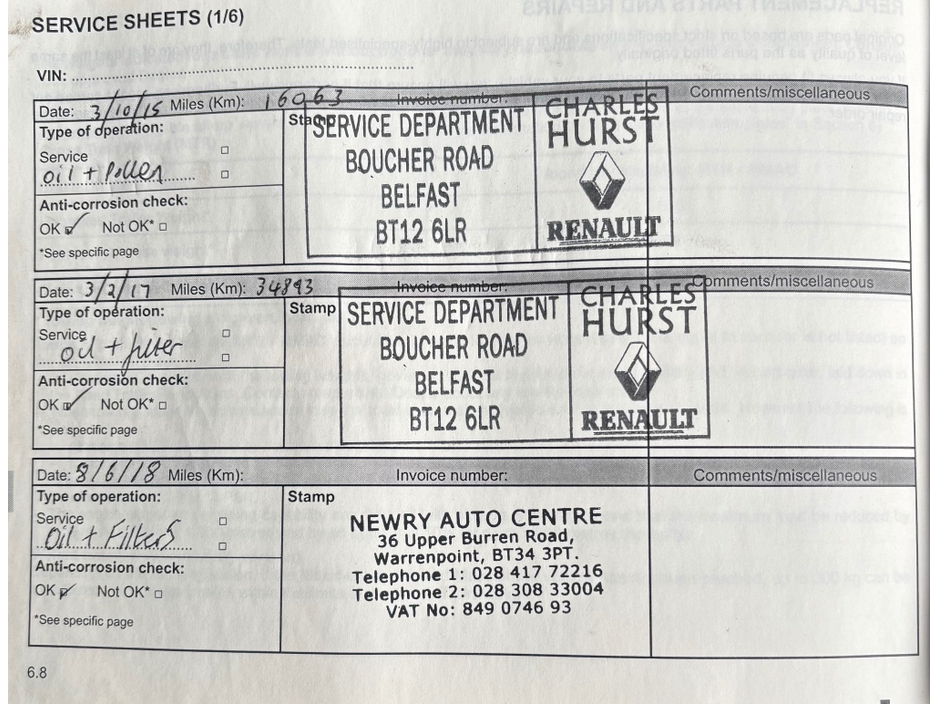 SERVICE SHEETS (1/6)
VIN:
Date: 3/10/15 Miles (Km): 16063 Invoice number: Comments/miscellaneous
Type of operation:
Service
oil + Pollen
Anti-corrosion check:
OK Not OK*
*See specific page
Stamp
SERVICE DEPARTMENT
BOUCHER ROAD
BELFAST
BT12 6LR
CHARLES
HURST
RENAULT
Date: 3/2/17 Miles (Km): 34893 Invoice number: Comments/miscellaneous
Type of operation:
Service
oil + filter
Anti-corrosion check:
OK Not OK*
*See specific page
Stamp
SERVICE DEPARTMENT
BOUCHER ROAD
BELFAST
BT12 6LR
CHARLES
HURST
RENAULT
Date: 8/6/18 Miles (Km): Invoice number: Comments/miscellaneous
Type of operation:
Service
Oil + Filters
Anti-corrosion check:
OK Not OK*
*See specific page
Stamp
NEWRY AUTO CENTRE
36 Upper Burren Road,
Warrenpoint, BT34 3PT.
Telephone 1: 028 417 72216
Telephone 2: 028 308 33004
VAT No: 849 0746 93
6.8